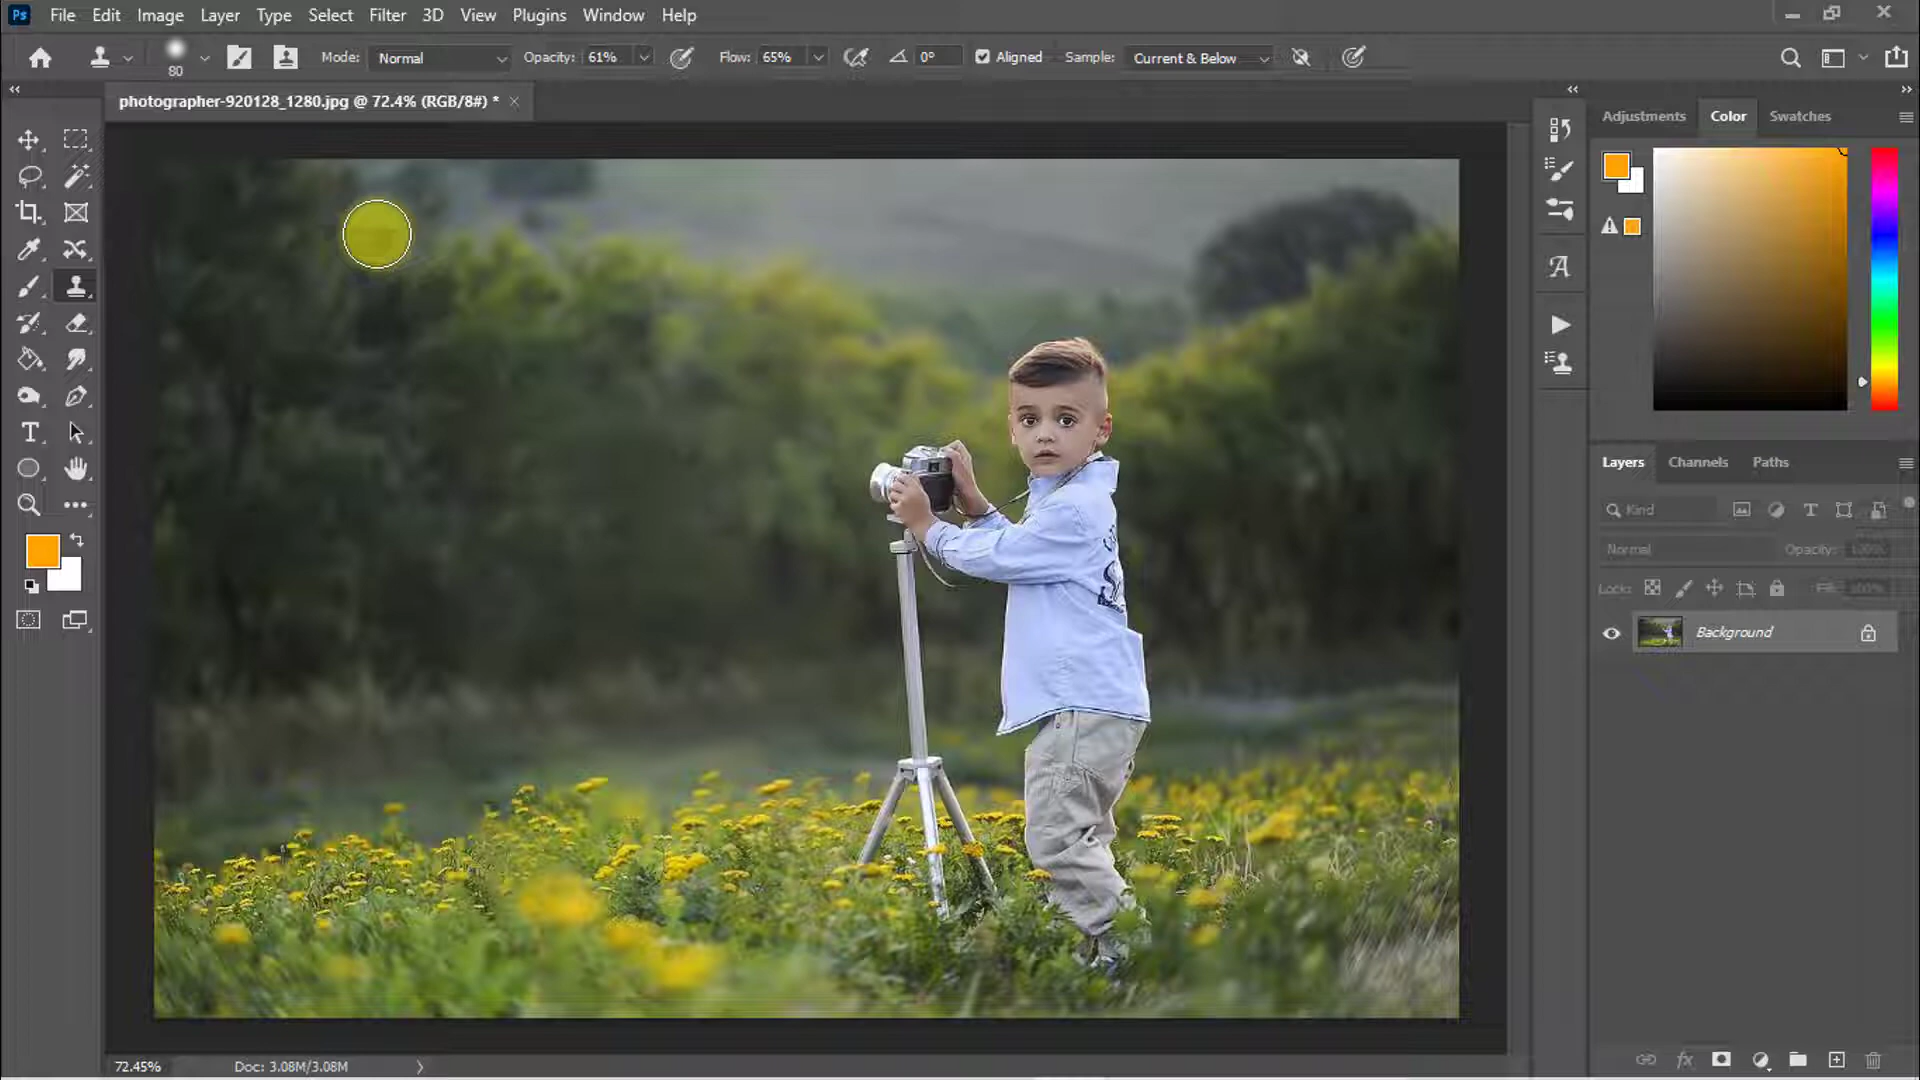 Ps File Edit Image Layer Type Select Filter 3D View Plugins Window Help
80 Mode: Normal Opacity: 61% Flow: 65% 0° Aligned Sample: Current & Below
photographer-920128_1280.jpg @ 72.4% (RGB/8#) *
Adjustments Color Swatches
Layers Channels Paths
Kind
Normal Opacity: 100%
Lock: Fill: 100%
Background
72.45% Doc: 3.08M/3.08M